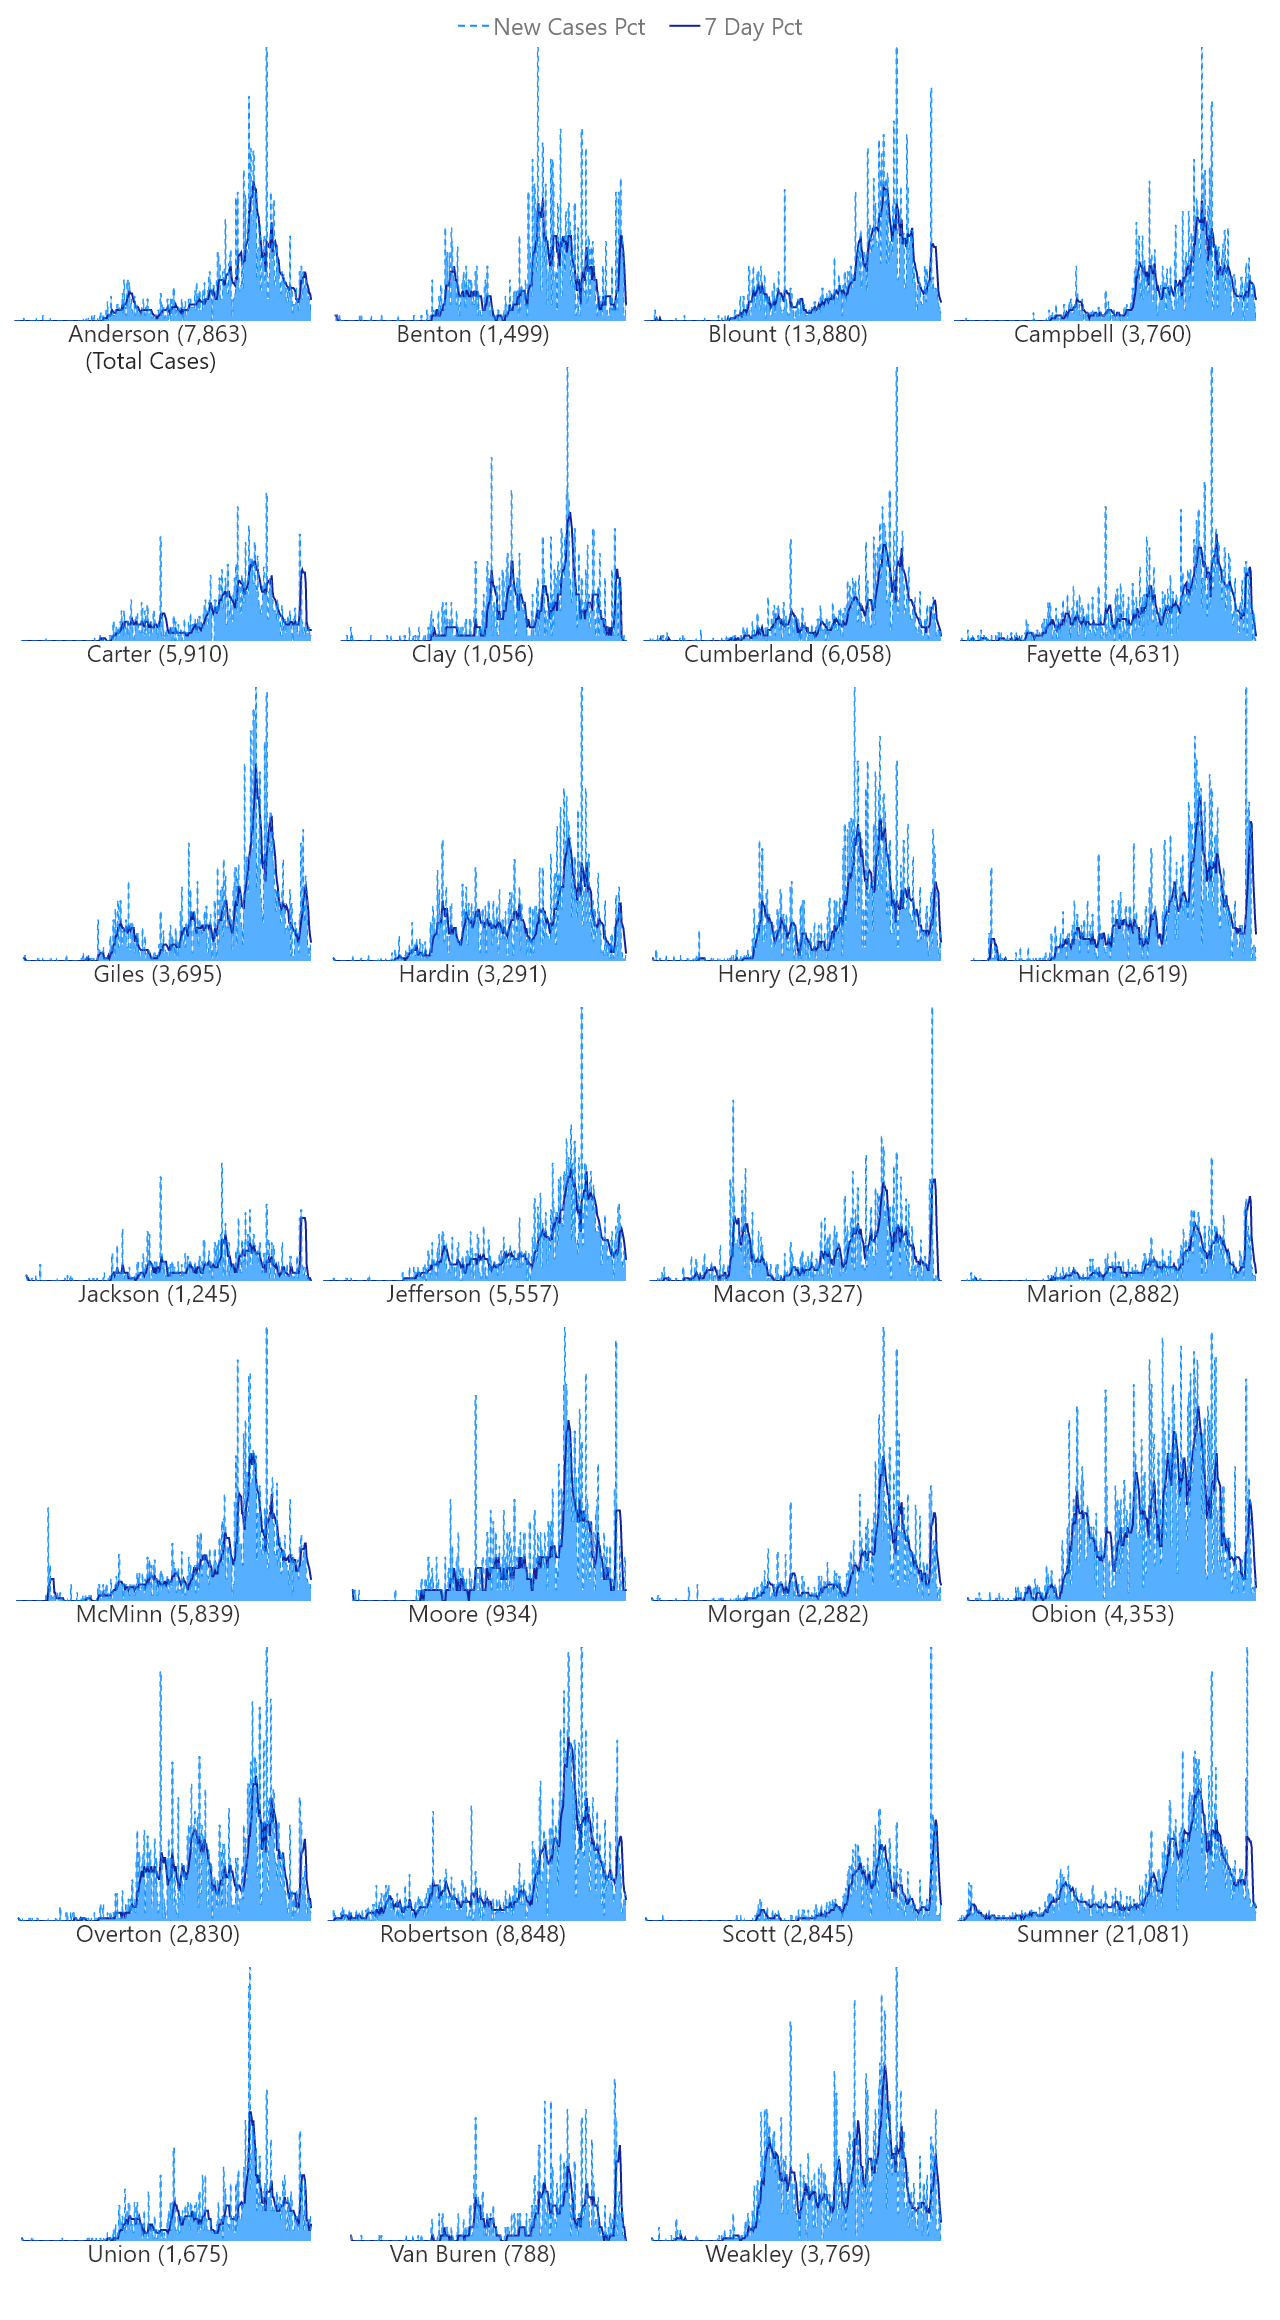 New Cases Pct 7 Day Pct
Anderson (7,863) Benton (1,499) Blount (13,880) Campbell (3,760)
(Total Cases)
Carter (5,910) Clay (1,056) Cumberland (6,058) Fayette (4,631)
Giles (3,695) Hardin (3,291) Henry (2,981) Hickman (2,619)
Jackson (1,245) Jefferson (5,557) Macon (3,327) Marion (2,882)
McMinn (5,839) Moore (934) Morgan (2,282) Obion (4,353)
Overton (2,830) Robertson (8,848) Scott (2,845) Sumner (21,081)
Union (1,675) Van Buren (788) Weakley (3,769)